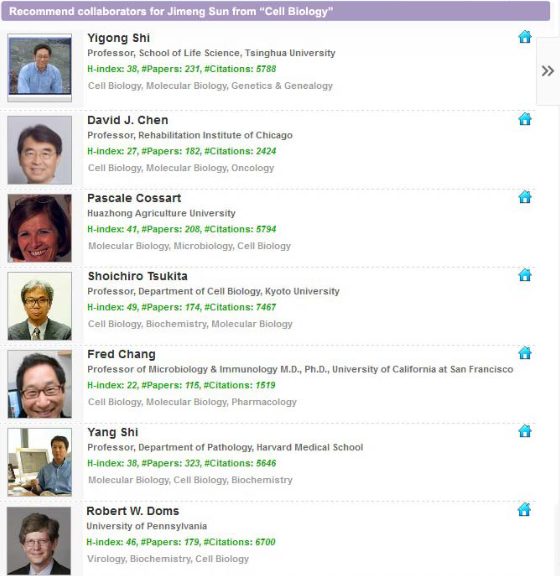 Recommend collaborators for Jimeng Sun from “Cell Biology”
Yigong Shi
Professor, School of Life Science, Tsinghua University
H-index: 38, #Papers: 231, #Citations: 5788
Cell Biology, Molecular Biology, Genetics & Genealogy
David J. Chen
Professor, Rehabilitation Institute of Chicago
H-index: 27, #Papers: 182, #Citations: 2424
Cell Biology, Molecular Biology, Oncology
Pascale Cossart
Huazhong Agriculture University
H-index: 41, #Papers: 208, #Citations: 5794
Molecular Biology, Microbiology, Cell Biology
Shoichiro Tsukita
Professor, Department of Cell Biology, Kyoto University
H-index: 49, #Papers: 174, #Citations: 7467
Cell Biology, Biochemistry, Molecular Biology
Fred Chang
Professor of Microbiology & Immunology M.D., Ph.D., University of California at San Francisco
H-index: 22, #Papers: 115, #Citations: 1519
Cell Biology, Molecular Biology, Pharmacology
Yang Shi
Professor, Department of Pathology, Harvard Medical School
H-index: 38, #Papers: 323, #Citations: 5646
Molecular Biology, Cell Biology, Biochemistry
Robert W. Doms
University of Pennsylvania
H-index: 46, #Papers: 179, #Citations: 6700
Virology, Biochemistry, Cell Biology